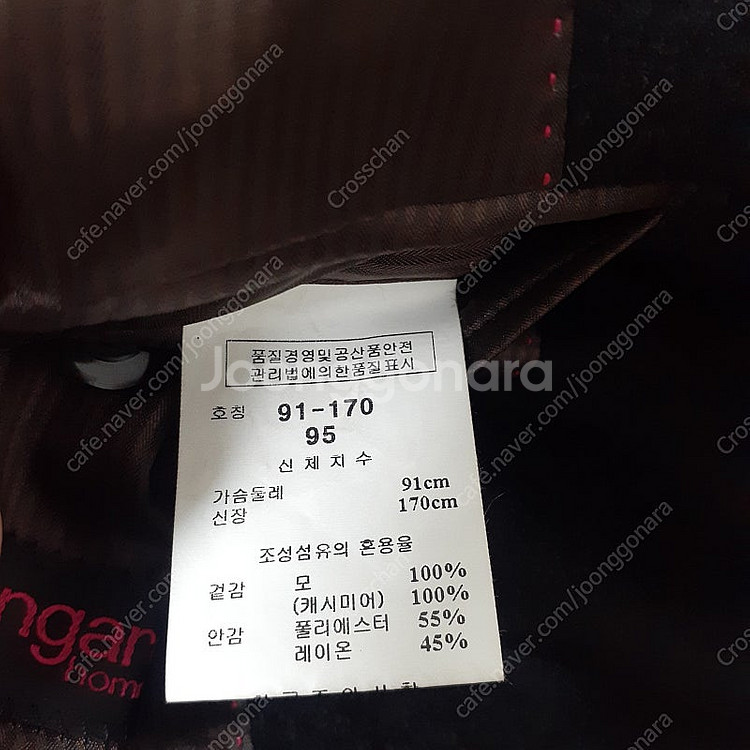 품질경영및공산품안전
관리법에의한품질표시
호칭 91-170
95
신체치수
가슴둘레 91cm
신장 170cm
조성섬유의 혼용율
겉감 모 100%
(캐시미어) 100%
안감 폴리에스터 55%
레이온 45%
ngar
Joonggonara
Crosschan
cafe.naver.com/joonggonara